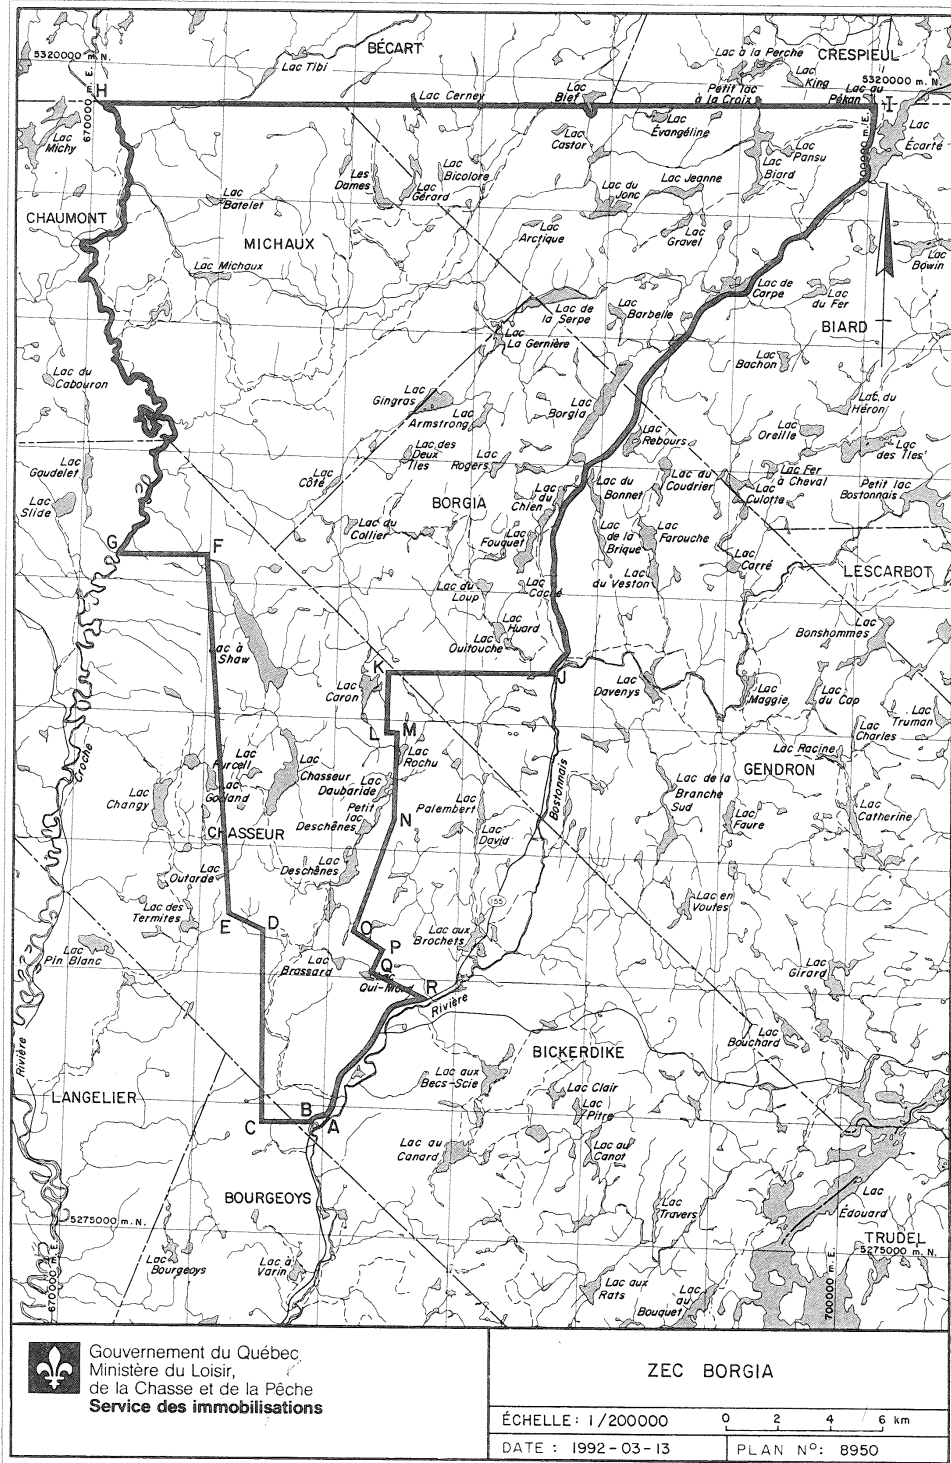 BÉCART
Lac à la Perche
CRESPIEUL
5320000 m. N.
Lac Tibi
Lac
King
5320000 m. N.
H
670000 m. E.
Lac Cerney
Lac
Bief
Petit lac
à la Croix
Lac au
Pékan
I
Lac
Michy
Lac
Castor
Lac
Évangéline
Lac
Pansu
Lac
Écarté
Les
Dames
Lac
Gérard
Lac
Bicolore
Lac
Biard
Lac
Batelet
Lac du
Jonc
Lac Jeanne
CHAUMONT
MICHAUX
Lac
Arctique
Lac
Gravel
Lac
Bowin
Lac Michaux
Lac de
Carpe
Lac
du Fer
Lac de
la Serpe
Lac
Barbelle
BIARD
Lac
La Gernière
Lac
Bachon
Lac du
Cabouron
Lac
Gingras
Lac
Armstrong
Lac
Borgia
Lac du
Héron
Lac
Rebours
Lac
Oreille
Lac
des Iles
Lac
Gaudelet
Lac des
Deux
Iles
Lac
Rogers
Lac
Côté
Lac
Slide
BORGIA
Lac
du
Chien
Lac
du
Bonnet
Lac du
Coudrier
Lac Fer
à Cheval
Lac
Culotte
Petit lac
Bostonnais
Lac du
Collier
Lac
Fouquet
Lac
de la
Brique
Lac
Farouche
G
F
Lac
du Veston
Lac
Carré
LESCARBOT
Lac du
Loup
Lac
Caché
Lac
Huard
Lac
Ouitouche
Lac
Bonshommes
Lac à
Shaw
K
J
Lac
Caron
Lac
Davenys
Lac
Maggie
Lac
du Cap
Lac
Truman
L
M
Lac
Rochu
Lac
Charles
Croche
Lac
Furcell
Lac
Chasseur
Lac Racine
GENDRON
Lac
Changy
Lac
Goéland
Lac
Daubaride
Bostonnais
Lac de la
Branche
Sud
Petit
lac
Deschênes
N
Lac
Palembert
Lac
David
Lac
Faure
Lac
Catherine
CHASSEUR
Lac
Outarde
Lac
Deschênes
Lac en
Voutes
155
Lac des
Termites
E
D
O
P
Lac aux
Brochets
Lac
Pin Blanc
Lac
Brassard
Q
Lac
Qui-Mord
R
Rivière
Lac
Girard
Rivière
Lac
Bouchard
BICKERDIKE
Lac aux
Becs-Scie
Lac Clair
Lac
Pitre
LANGELIER
C
B
A
Lac au
Canard
Lac au
Canot
BOURGEOYS
Lac
Travers
Lac
Édouard
5275000 m. N.
TRUDEL
5275000 m. N.
Lac
Bourgeoys
Lac à
Varin
670000 m. E.
Lac aux
Rats
Lac
au
Bouquet
700000 m. E.
Gouvernement du Québec
Ministère du Loisir,
de la Chasse et de la Pêche
Service des immobilisations
ZEC BORGIA
ÉCHELLE: 1/200000
0 2 4 6 km
DATE : 1992-03-13
PLAN Nº: 8950